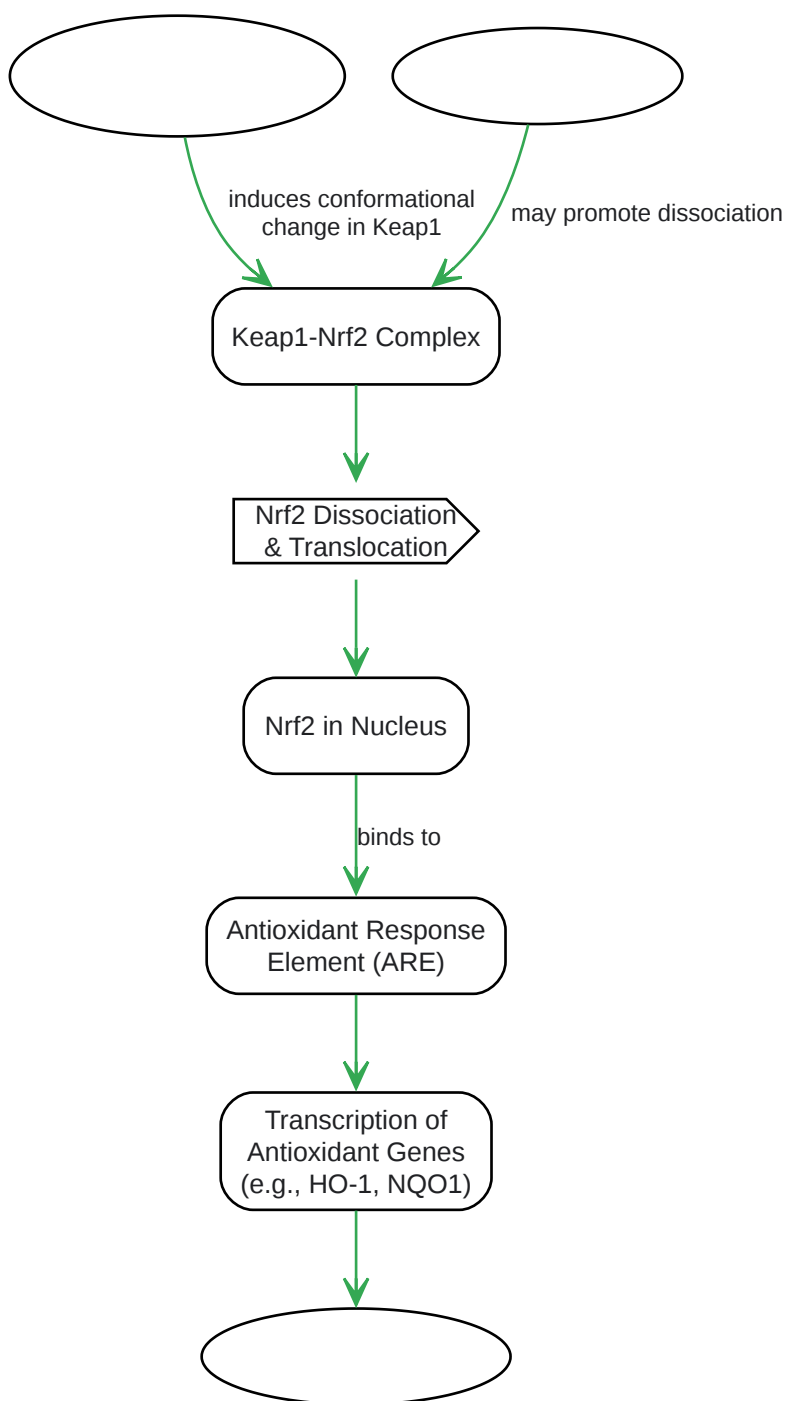 induces conformational
change in Keap1
may promote dissociation
Keap1-Nrf2 Complex
Nrf2 Dissociation
& Translocation
Nrf2 in Nucleus
binds to
Antioxidant Response
Element (ARE)
Transcription of
Antioxidant Genes
(e.g., HO-1, NQO1)